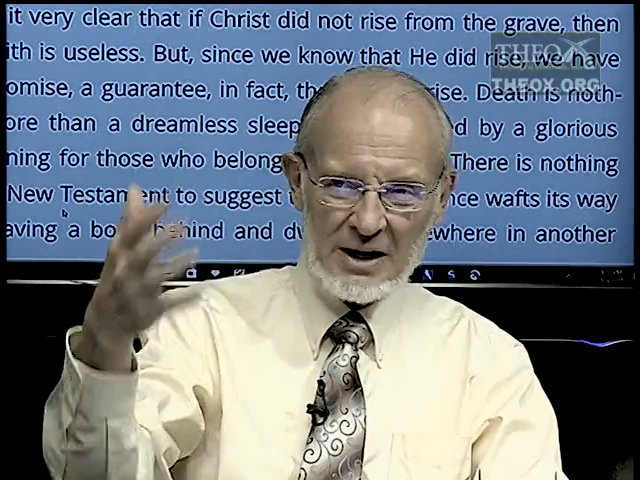 it very clear that if Christ did not rise from the grave, then
ith is useless. But, since we know that He did rise, we have
omise, a guarantee, in fact, rise. Death is noth-
ore than a dreamless sleep d by a glorious
ning for those who belong There is nothing
New Testament to suggest nce wafts its way
aving a bo behind and dw ewhere in another
THEOX
THEOX.ORG